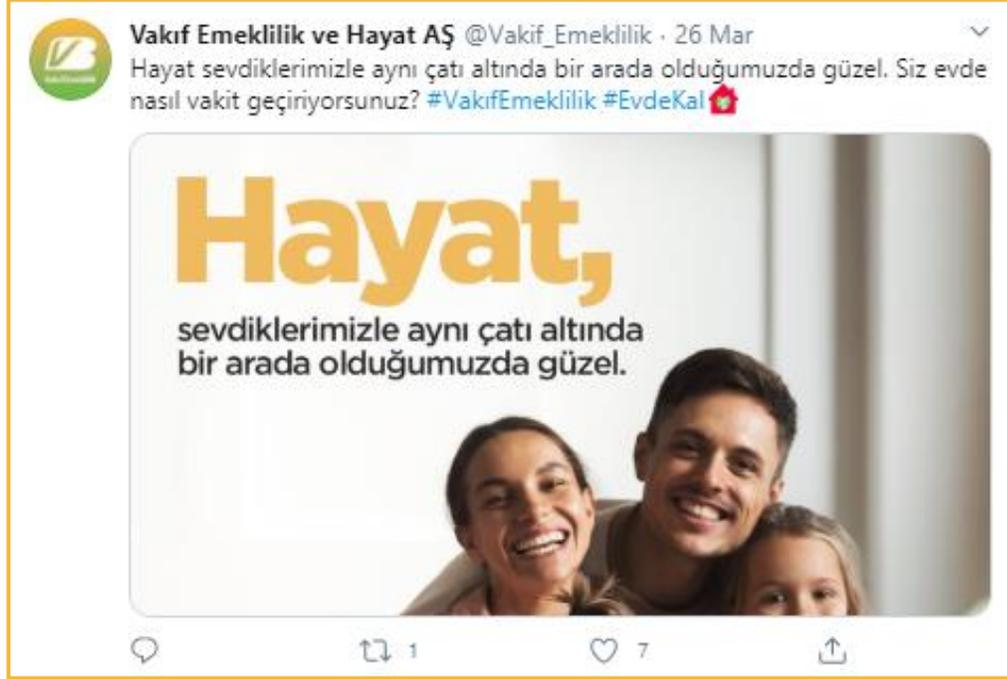 Vakıf Emeklilik ve Hayat AŞ @Vakif_Emeklilik · 26 Mar
Hayat sevdiklerimizle aynı çatı altında bir arada olduğumuzda güzel. Siz evde
nasıl vakit geçiriyorsunuz? #VakıfEmeklilik #EvdeKal
Hayat,
sevdiklerimizle aynı çatı altında
bir arada olduğumuzda güzel.
1 7